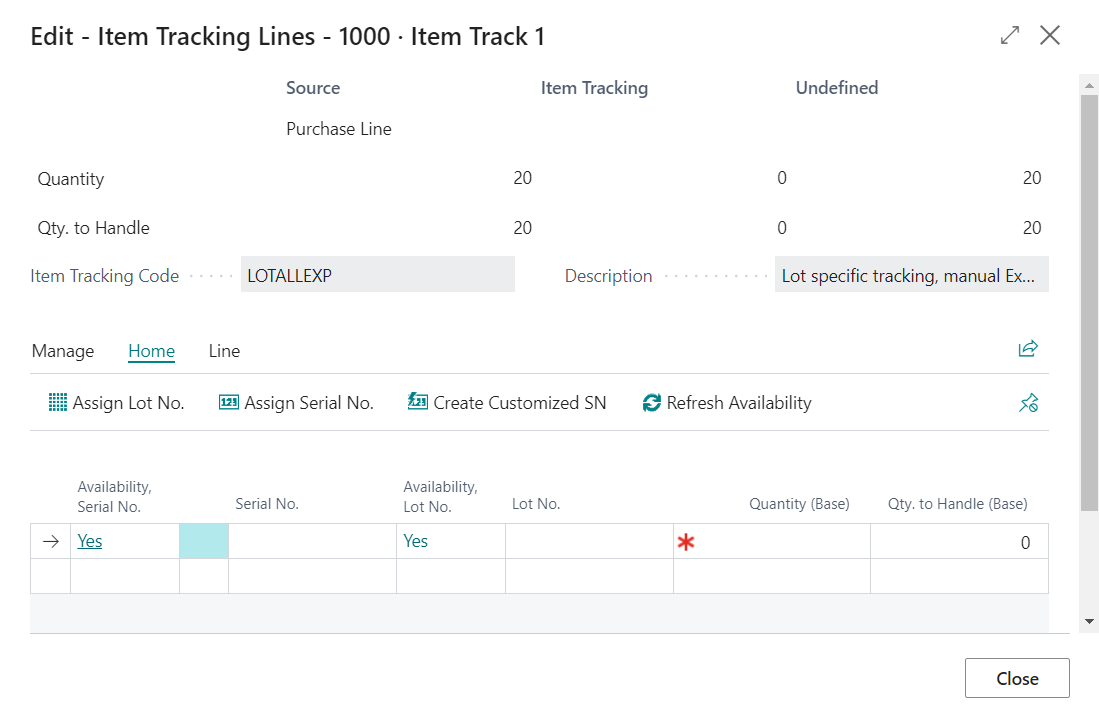 Edit - Item Tracking Lines - 1000 · Item Track 1
Source Item Tracking Undefined
Purchase Line
Quantity 20 0 20
Qty. to Handle 20 0 20
Item Tracking Code LOTALLEXP Description Lot specific tracking, manual Ex...
Manage Home Line
Assign Lot No. 123 Assign Serial No. 123 Create Customized SN Refresh Availability
Availability, Serial No. Serial No. Availability, Lot No. Lot No. Quantity (Base) Qty. to Handle (Base)
Yes Yes * 0
Close